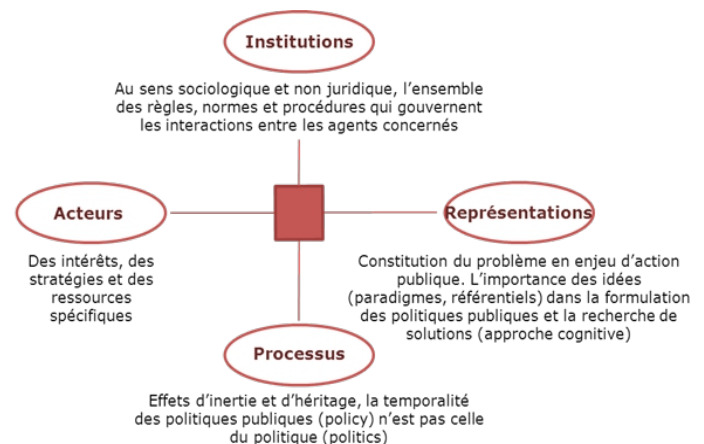 Institutions
Au sens sociologique et non juridique, l'ensemble
des règles, normes et procédures qui gouvernent
les interactions entre les agents concernés
Acteurs
Des intérêts, des
stratégies et des
ressources
spécifiques
Représentations
Constitution du problème en enjeu d'action
publique. L'importance des idées
(paradigmes, référentiels) dans la formulation
des politiques publiques et la recherche de
solutions (approche cognitive)
Processus
Effets d'inertie et d'héritage, la temporalité
des politiques publiques (policy) n'est pas celle
du politique (politics)